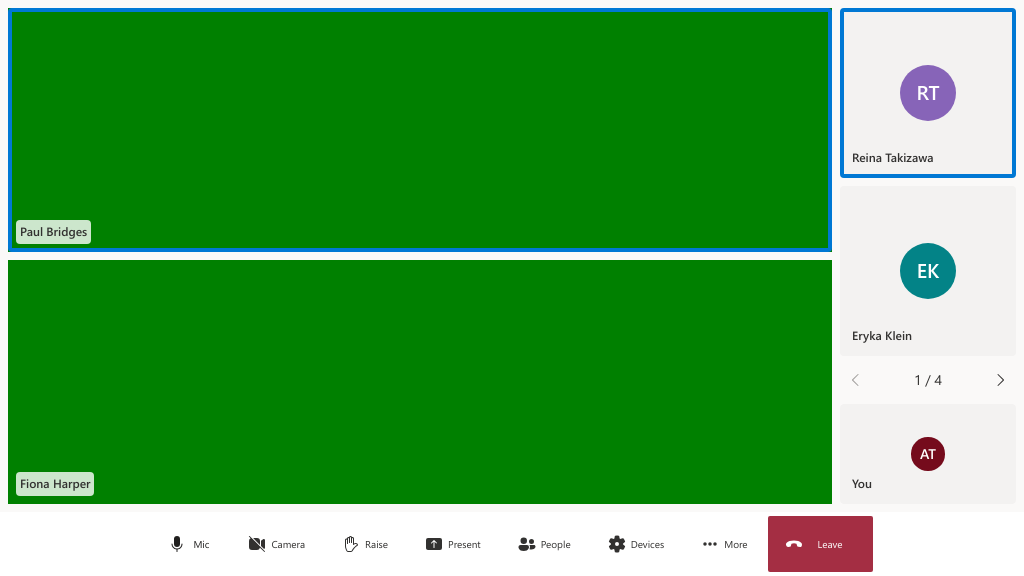 RT
Reina Takizawa
Paul Bridges
EK
Eryka Klein
1 / 4
AT
Fiona Harper
You
Mic
Camera
Raise
Present
People
Devices
More
Leave